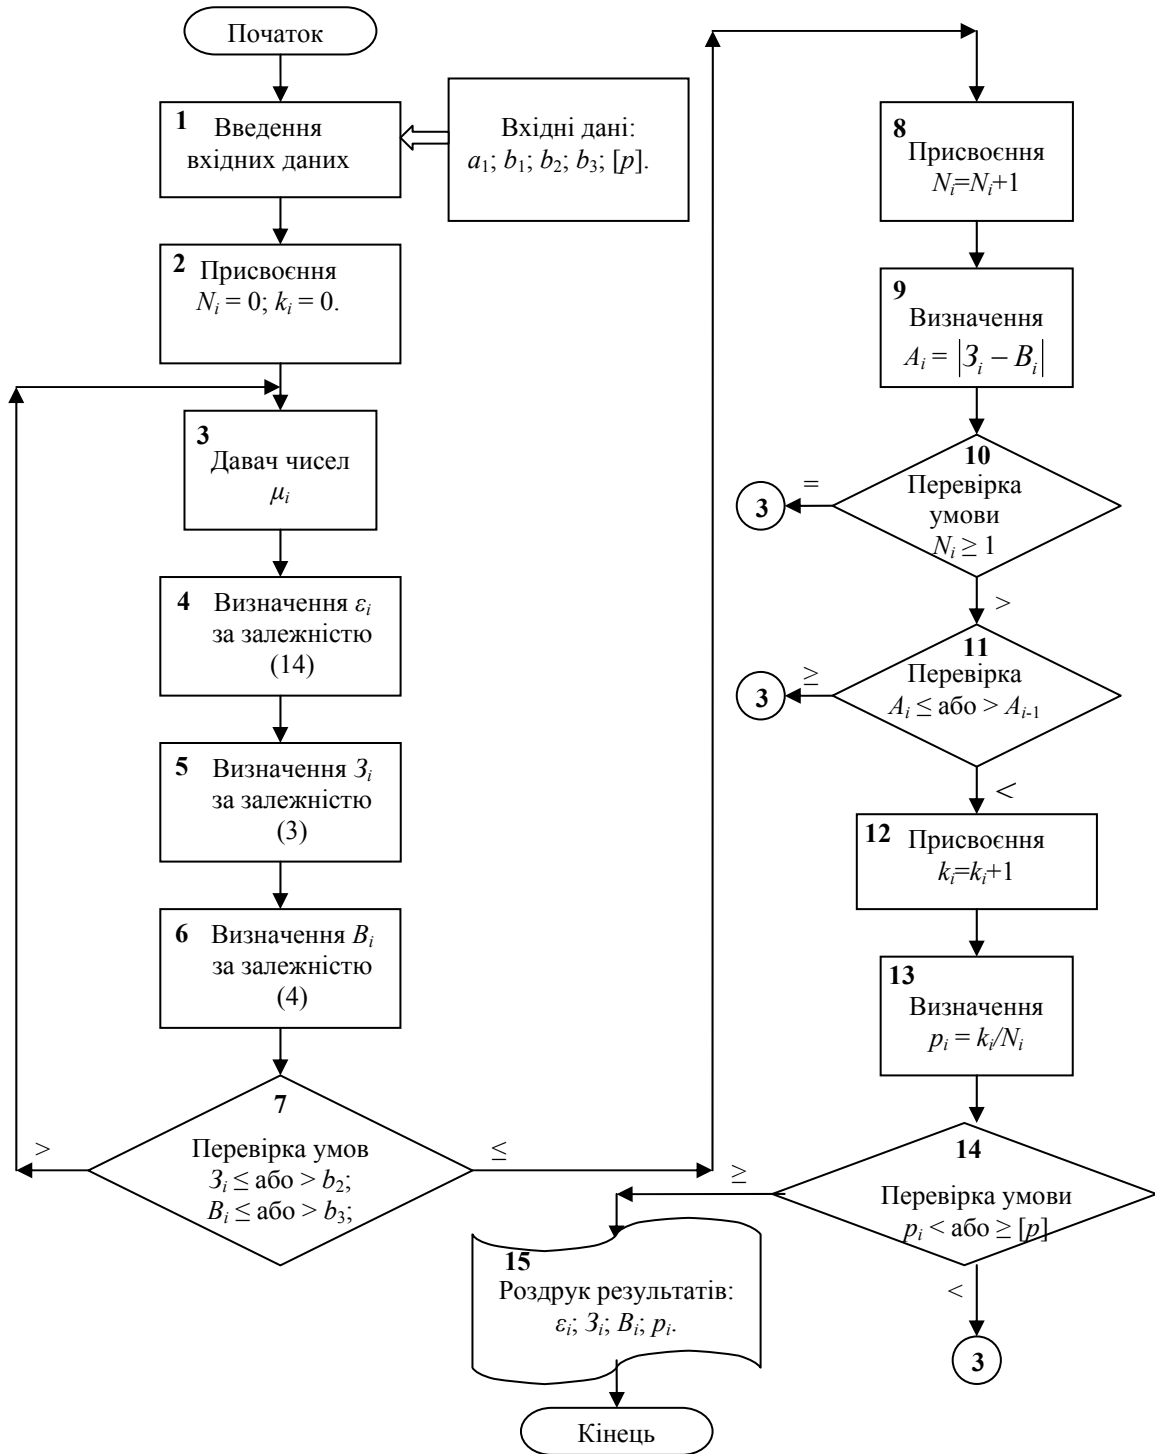 Початок
1 Введення
вхідних даних
Вхідні дані:
a₁; b₁; b₂; b₃; [p].
2 Присвоєння
Nᵢ = 0; kᵢ = 0.
3
Давач чисел
μᵢ
4 Визначення εᵢ
за залежністю
(14)
5 Визначення Зᵢ
за залежністю
(3)
6 Визначення Bᵢ
за залежністю
(4)
7
Перевірка умов
Зᵢ ≤ або > b₂;
Bᵢ ≤ або > b₃;
>
≤
8
Присвоєння
Nᵢ=Nᵢ+1
9
Визначення
Aᵢ = |Зᵢ – Bᵢ|
10
Перевірка
умови
Nᵢ ≥ 1
=
3
>
11
Перевірка
Aᵢ ≤ або > Aᵢ₋₁
≥
3
<
12 Присвоєння
kᵢ=kᵢ+1
13
Визначення
pᵢ = kᵢ/Nᵢ
14
Перевірка умови
pᵢ < або ≥ [p]
≥
<
3
15
Роздрук результатів:
εᵢ; Зᵢ; Bᵢ; pᵢ.
Кінець